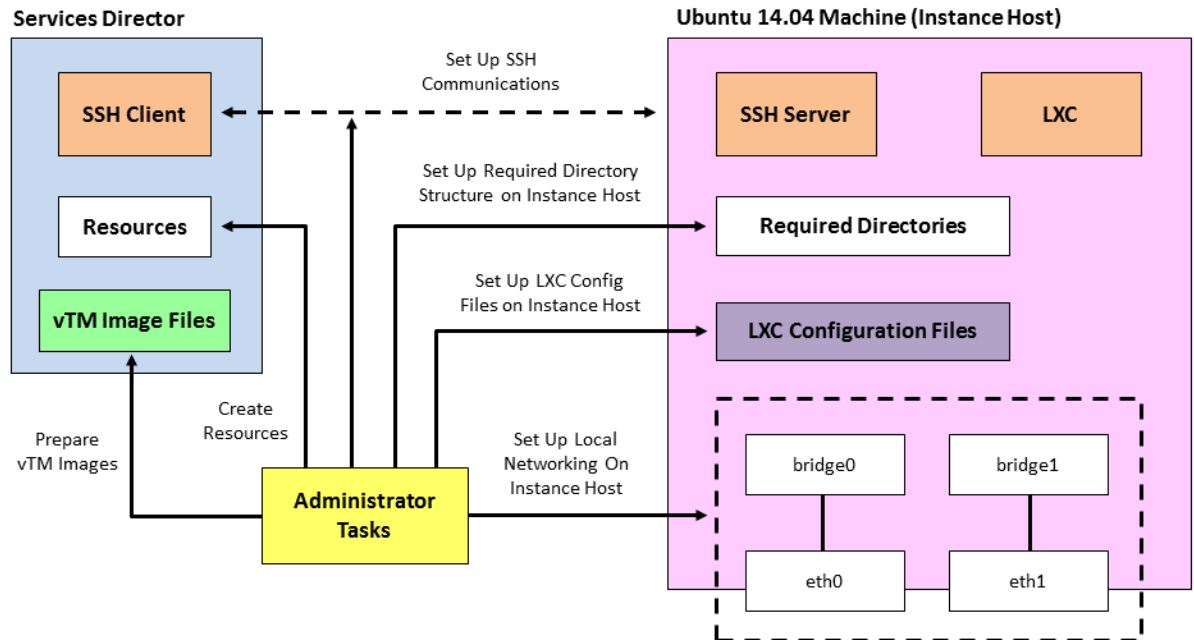 Services Director
Ubuntu 14.04 Machine (Instance Host)
Set Up SSH
Communications
SSH Client
SSH Server
LXC
Set Up Required Directory
Structure on Instance Host
Resources
Required Directories
Set Up LXC Config
Files on Instance Host
vTM Image Files
LXC Configuration Files
Create
Resources
Prepare
vTM Images
Set Up Local
Networking On
Instance Host
bridge0
bridge1
Administrator
Tasks
eth0
eth1